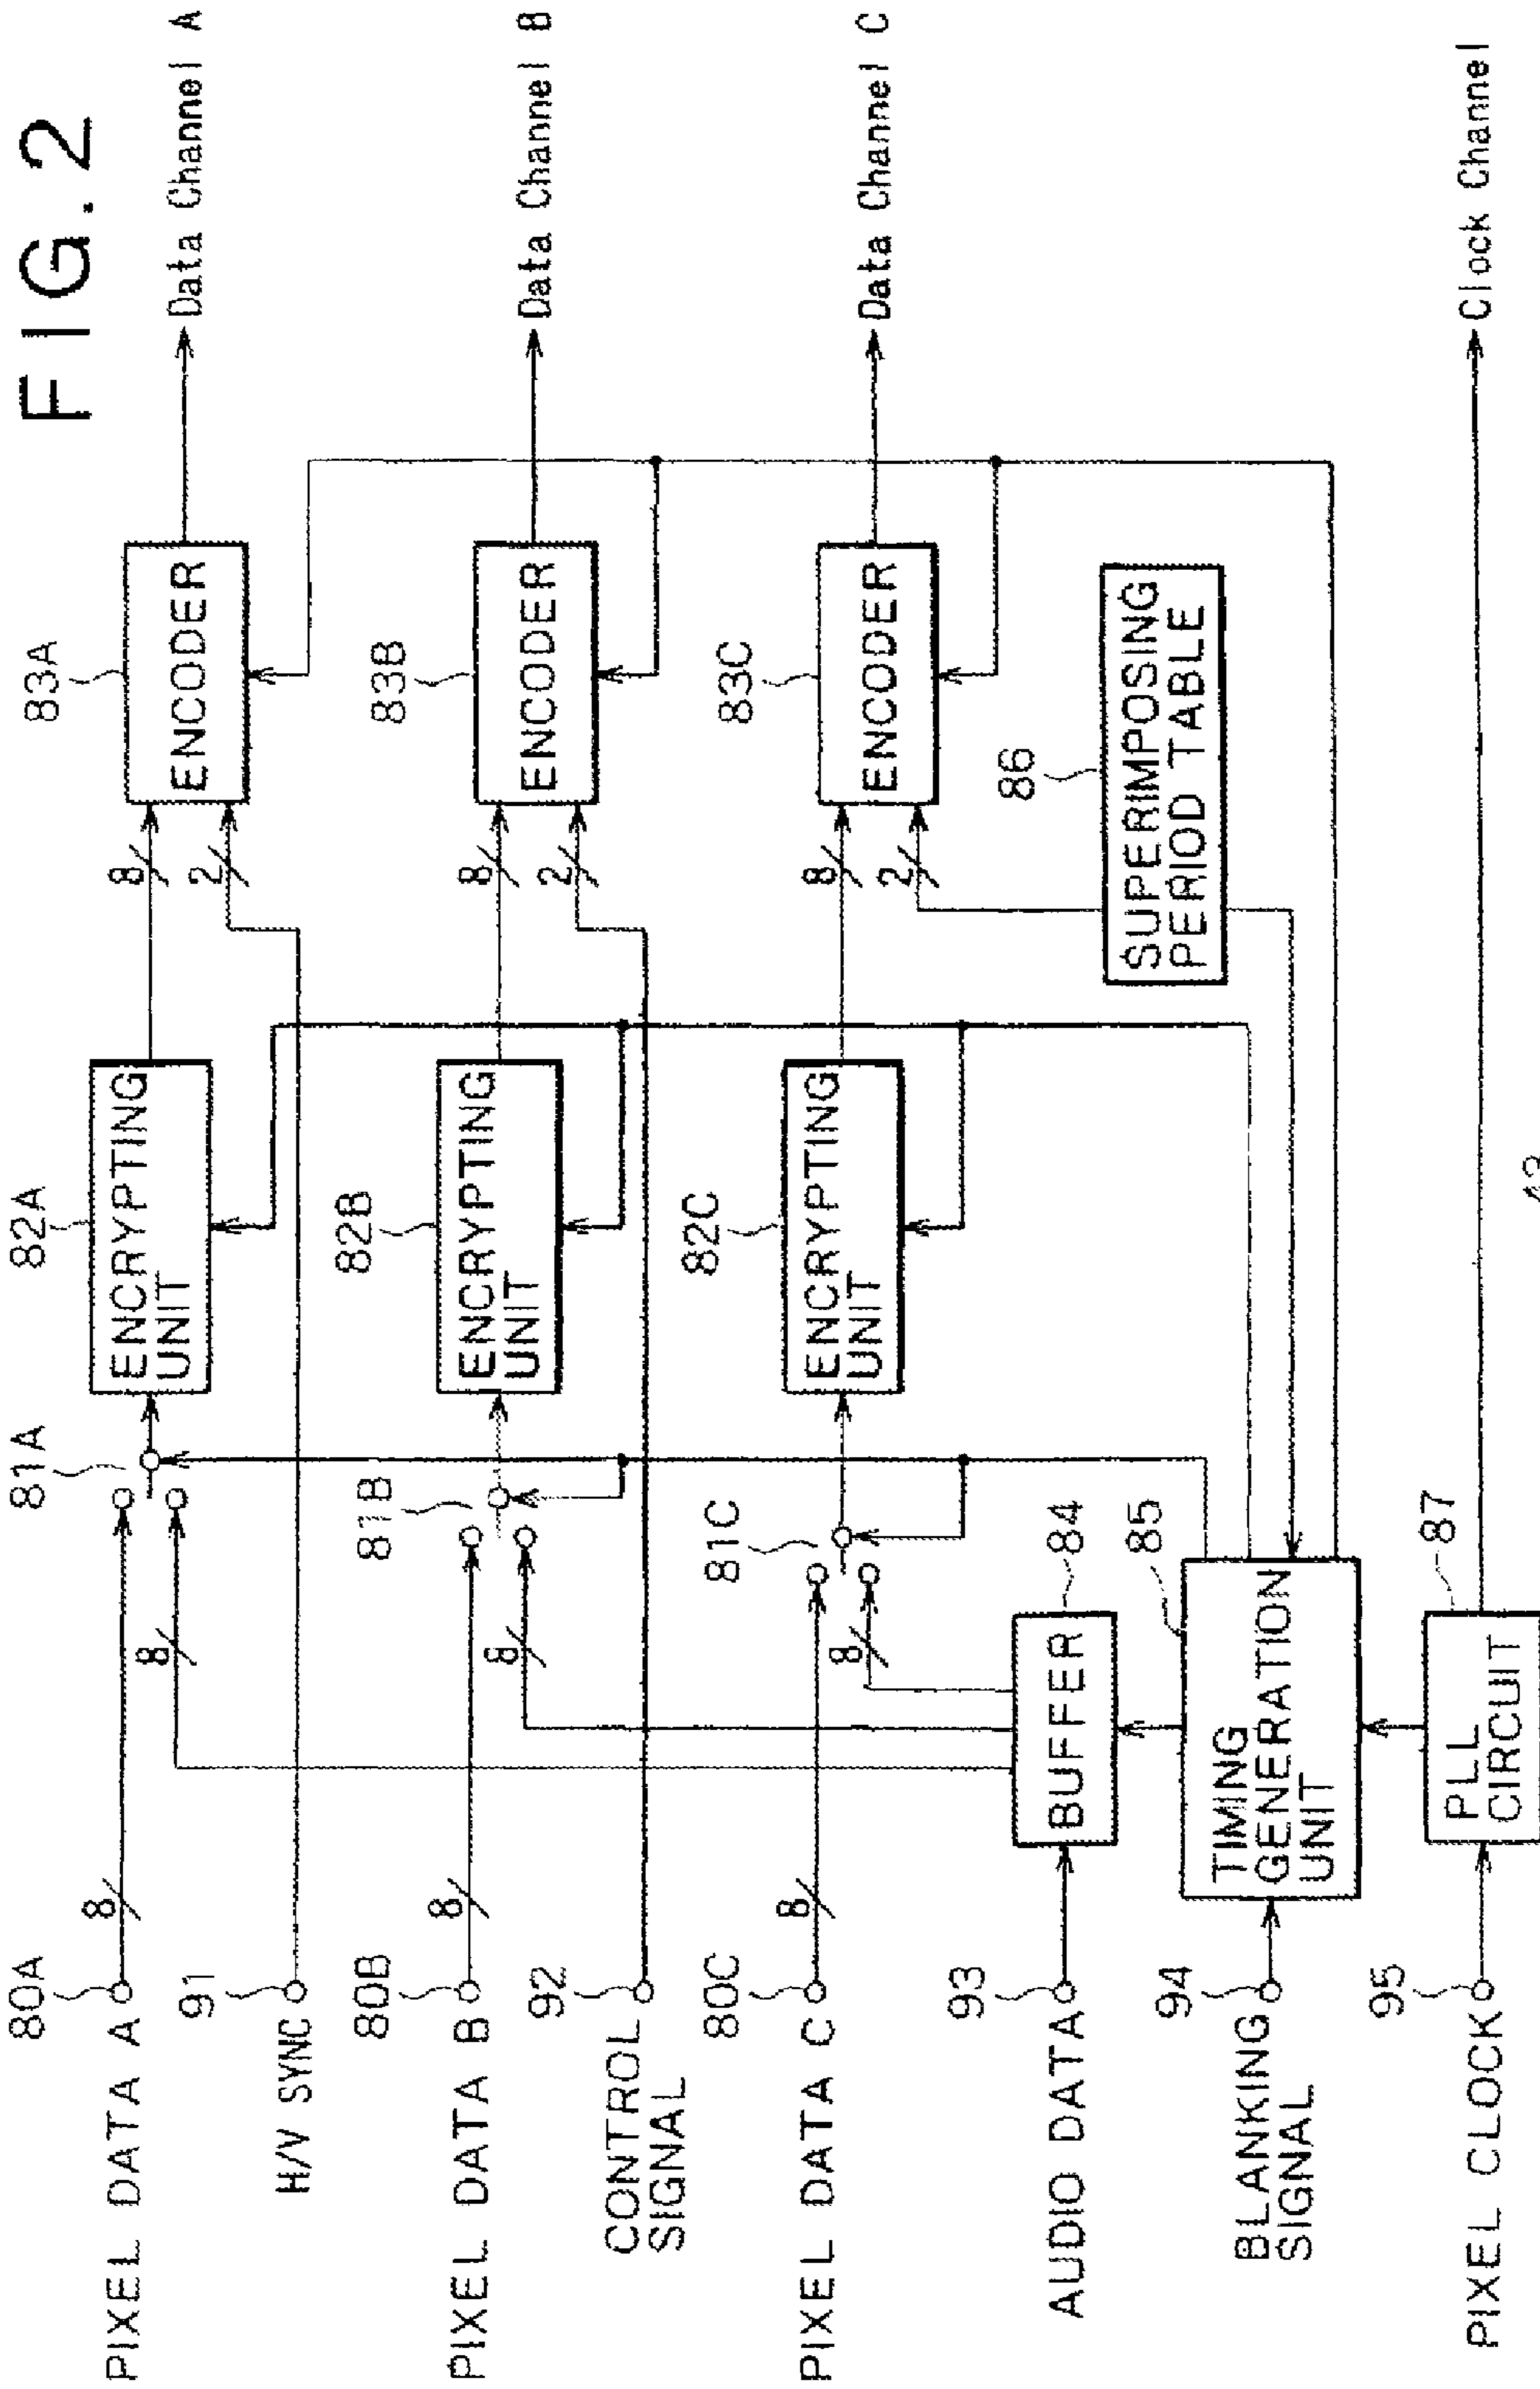 FIG.2
80A
PIXEL DATA A
8
81A
82A
ENCRYPTING
UNIT
8
83A
ENCODER
Data Channel A
91
H/V SYNC
8
2
80B
PIXEL DATA B
8
81B
82B
ENCRYPTING
UNIT
8
83B
ENCODER
Data Channel B
92
CONTROL
SIGNAL
8
2
80C
PIXEL DATA C
8
81C
82C
ENCRYPTING
UNIT
8
83C
ENCODER
Data Channel C
8
2
93
AUDIO DATA
BUFFER
84
86
SUPERIMPOSING
PERIOD TABLE
94
BLANKING
SIGNAL
TIMING
GENERATION
UNIT
85
95
PIXEL CLOCK
PLL
CIRCUIT
87
Clock Channel